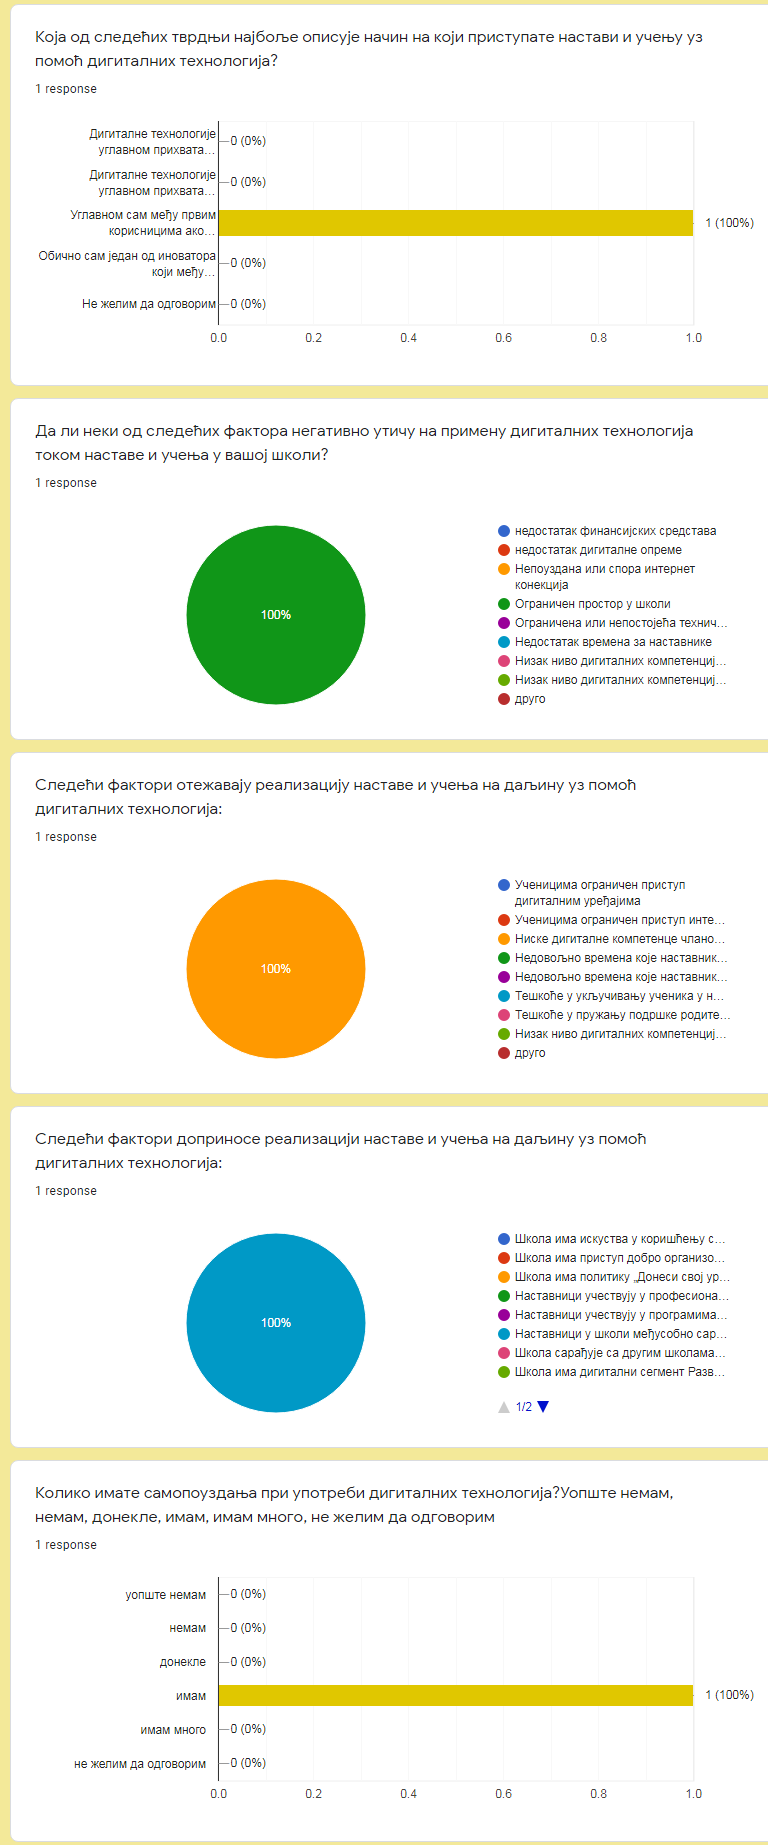 Која од следећих тврдњи најбоље описује начин на који приступате настави и учењу уз
помоћ дигиталних технологија?
1 response
Дигиталне технологије
углавном прихвата...
0 (0%)
Дигиталне технологије
углавном прихвата...
0 (0%)
Углавном сам међу првим
корисницима ако...
1 (100%)
Обично сам један од иноватора
који међу...
0 (0%)
Не желим да одговорим
0 (0%)
0.0 0.2 0.4 0.6 0.8 1.0
Да ли неки од следећих фактора негативно утичу на примену дигиталних технологија
током наставе и учења у вашој школи?
1 response
100%
недостатак финансијских средстава
недостатак дигиталне опреме
Непоуздана или спора интернет
конекција
Ограничен простор у школи
Ограничена или непостојећа технич...
Недостатак времена за наставнике
Низак ниво дигиталних компетенциј...
Низак ниво дигиталних компетенциј...
друго
Следећи фактори отежавају реализацију наставе и учења на даљину уз помоћ
дигиталних технологија:
1 response
100%
Ученицима ограничен приступ
дигиталним уређајима
Ученицима ограничен приступ инте...
Ниске дигиталне компетенце члано...
Недовољно времена које наставник...
Недовољно времена које наставник...
Тешкоће у укључивању ученика у н...
Тешкоће у пружању подршке родите...
Низак ниво дигиталних компетенциј...
друго
Следећи фактори доприносе реализацији наставе и учења на даљину уз помоћ
дигиталних технологија:
1 response
100%
Школа има искуства у коришћењу с...
Школа има приступ добро организо...
Школа има политику „Донеси свој ур...
Наставници учествују у професиона...
Наставници учествују у програмима...
Наставници у школи међусобно сар...
Школа сарађује са другим школама...
Школа има дигитални сегмент Разв...
1/2
Колико имате самопоуздања при употреби дигиталних технологија?Уопште немам,
немам, донекле, имам, имам много, не желим да одговорим
1 response
уопште немам
0 (0%)
немам
0 (0%)
донекле
0 (0%)
имам
1 (100%)
имам много
0 (0%)
не желим да одговорим
0 (0%)
0.0 0.2 0.4 0.6 0.8 1.0